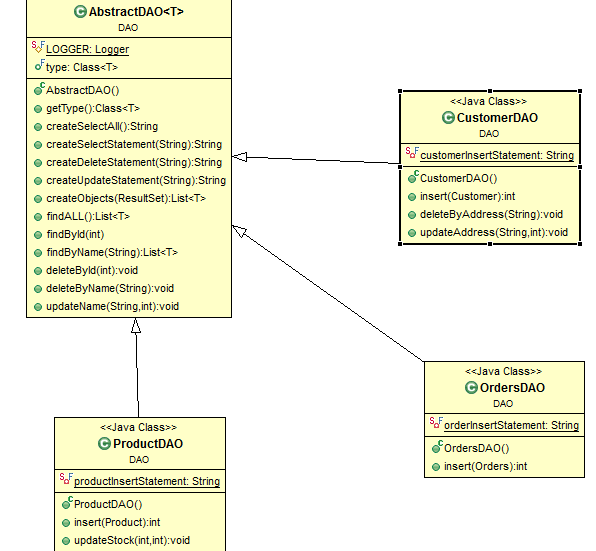 AbstractDAO<T>
DAO
LOGGER: Logger
type: Class<T>
AbstractDAO()
getType():Class<T>
createSelectAll():String
createSelectStatement(String):String
createDeleteStatement(String):String
createUpdateStatement(String):String
createObjects(ResultSet):List<T>
findALL():List<T>
findById(int)
findByName(String):List<T>
deleteById(int):void
deleteByName(String):void
updateName(String,int):void
<<Java Class>>
CustomerDAO
DAO
customerInsertStatement: String
CustomerDAO()
insert(Customer):int
deleteByAddress(String):void
updateAddress(String,int):void
<<Java Class>>
OrdersDAO
DAO
orderInsertStatement: String
OrdersDAO()
insert(Orders):int
<<Java Class>>
ProductDAO
DAO
productInsertStatement: String
ProductDAO()
insert(Product):int
updateStock(int,int):void